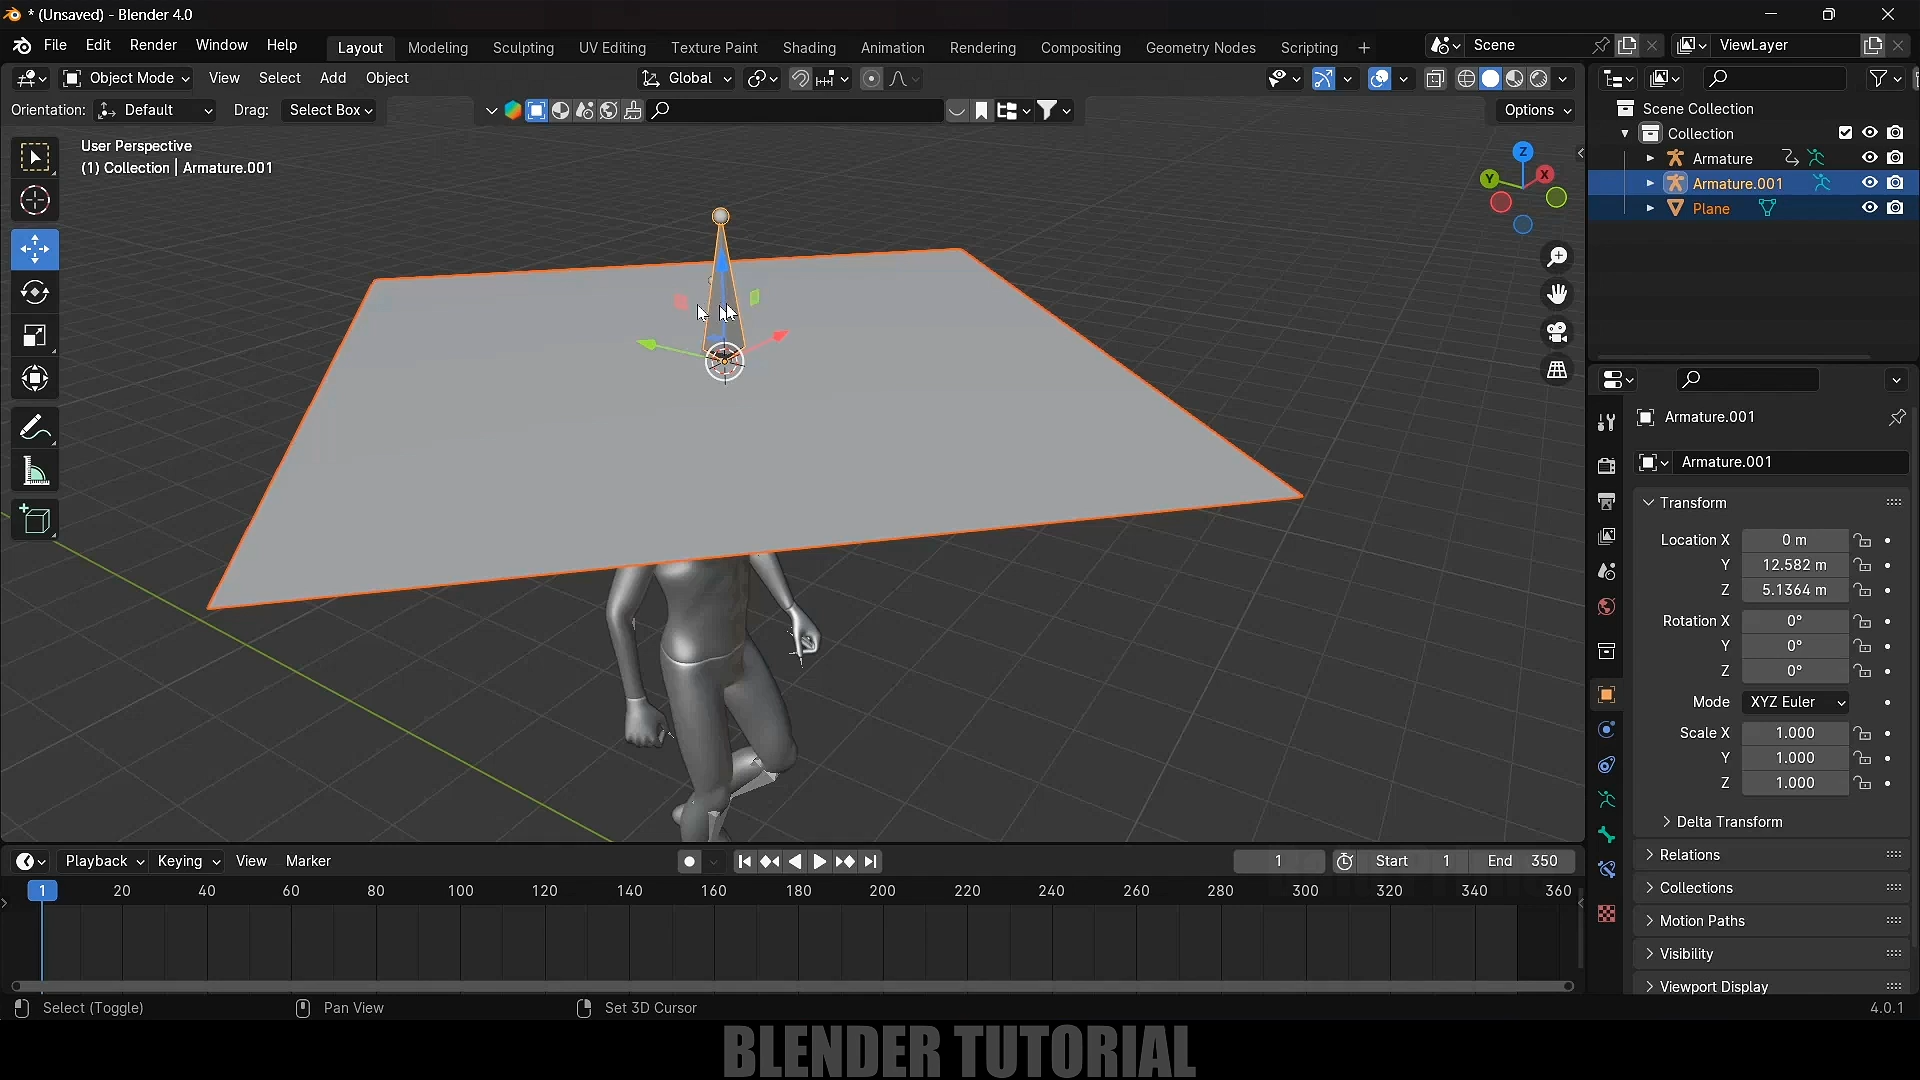 * (Unsaved) - Blender 4.0
File Edit Render Window Help
Layout Modeling Sculpting UV Editing Texture Paint Shading Animation Rendering Compositing Geometry Nodes Scripting +
Scene
ViewLayer
Object Mode View Select Add Object
Global
Orientation: Default Drag: Select Box
Options
User Perspective
(1) Collection | Armature.001
Z
Y
X
Scene Collection
Collection
Armature
Armature.001
Plane
Armature.001
Armature.001
Transform
Location X 0 m
Y 12.582 m
Z 5.1364 m
Rotation X 0°
Y 0°
Z 0°
Mode XYZ Euler
Scale X 1.000
Y 1.000
Z 1.000
Delta Transform
Relations
Collections
Motion Paths
Visibility
Viewport Display
Playback Keying View Marker
1 Start 1 End 350
1 20 40 60 80 100 120 140 160 180 200 220 240 260 280 300 320 340 360
Select (Toggle) Pan View Set 3D Cursor
4.0.1
BLENDER TUTORIAL